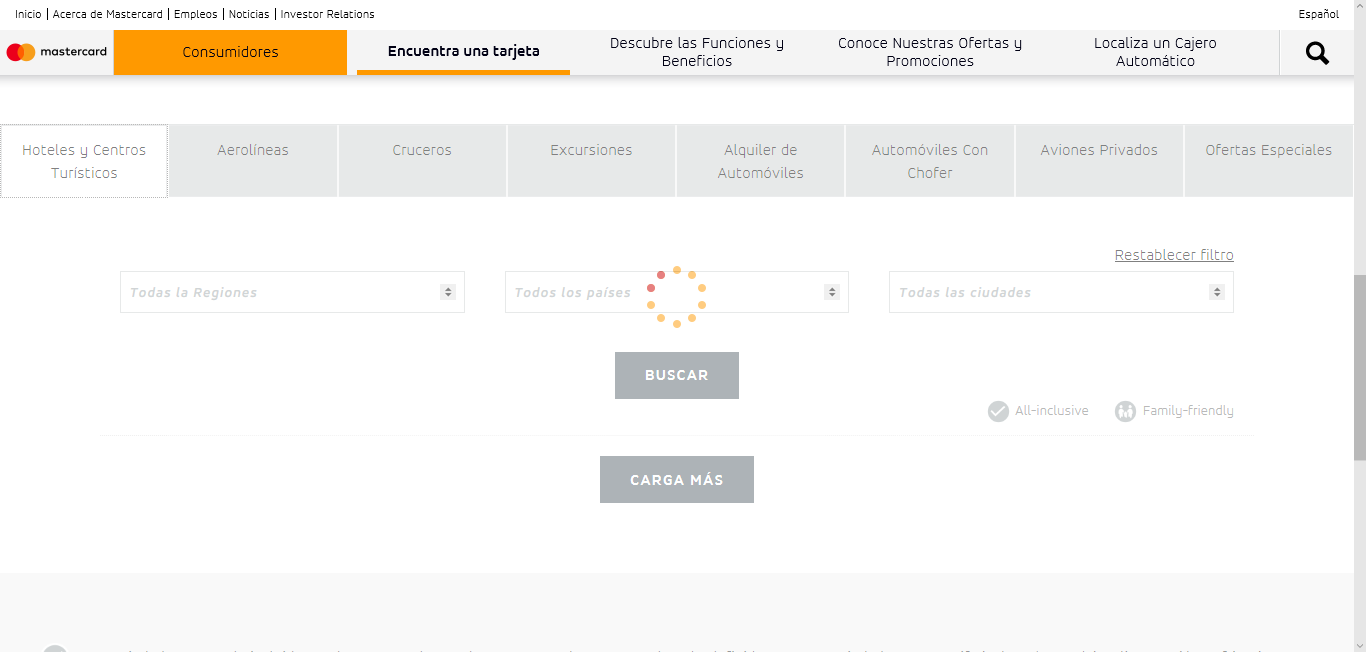 Inicio | Acerca de Mastercard | Empleos | Noticias | Investor Relations
Español
mastercard
Consumidores
Encuentra una tarjeta
Descubre las Funciones y
Beneficios
Conoce Nuestras Ofertas y
Promociones
Localiza un Cajero
Automático
Hoteles y Centros
Turísticos
Aerolíneas
Cruceros
Excursiones
Alquiler de
Automóviles
Automóviles Con
Chofer
Aviones Privados
Ofertas Especiales
Restablecer filtro
Todas la Regiones
Todos los países
Todas las ciudades
BUSCAR
All-inclusive
Family-friendly
CARGA MÁS